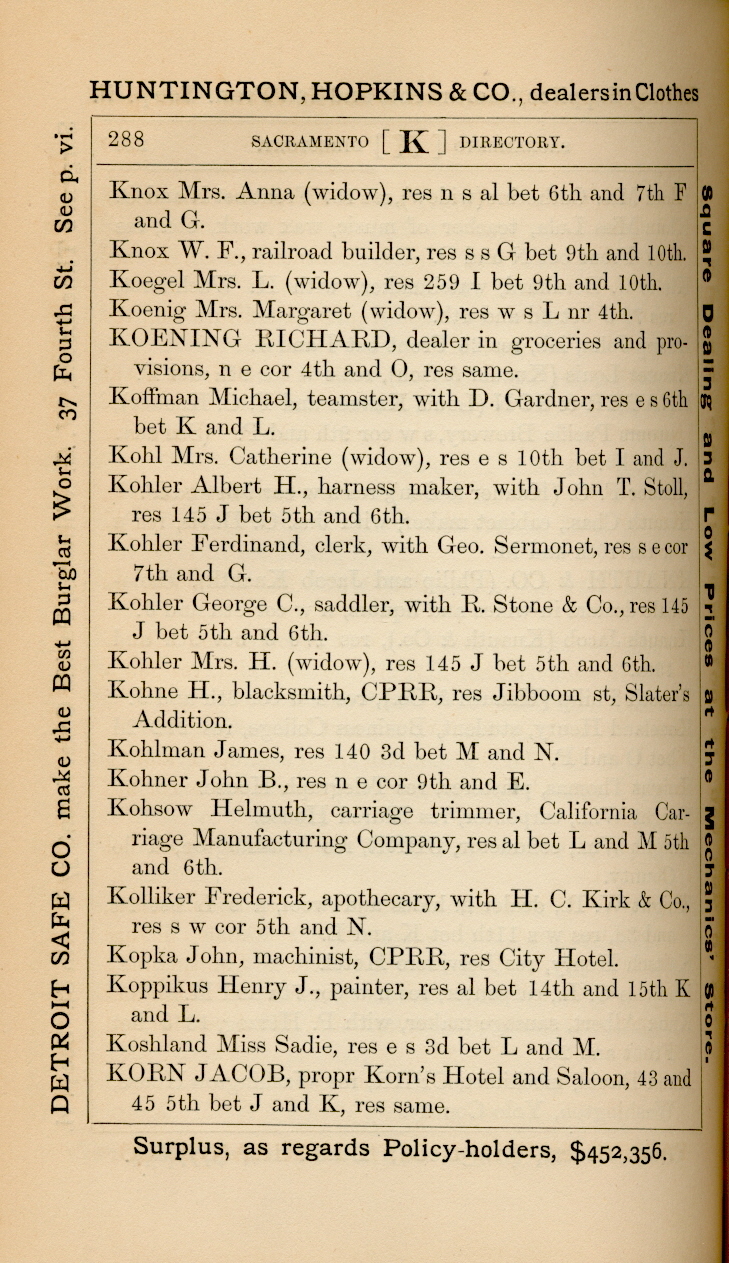 HUNTINGTON, HOPKINS & CO., dealers in Clothes
288 SACRAMENTO [ K ] DIRECTORY.
Knox Mrs. Anna (widow), res n s al bet 6th and 7th F
and G.
Knox W. F., railroad builder, res s s G bet 9th and 10th.
Koegel Mrs. L. (widow), res 259 I bet 9th and 10th.
Koenig Mrs. Margaret (widow), res w s L nr 4th.
KOENING RICHARD, dealer in groceries and pro-
visions, n e cor 4th and O, res same.
Koffman Michael, teamster, with D. Gardner, res e s 6th
bet K and L.
Kohl Mrs. Catherine (widow), res e s 10th bet I and J.
Kohler Albert H., harness maker, with John T. Stoll,
res 145 J bet 5th and 6th.
Kohler Ferdinand, clerk, with Geo. Sermonet, res s e cor
7th and G.
Kohler George C., saddler, with R. Stone & Co., res 145
J bet 5th and 6th.
Kohler Mrs. H. (widow), res 145 J bet 5th and 6th.
Kohne H., blacksmith, CPRR, res Jibboom st, Slater's
Addition.
Kohlman James, res 140 3d bet M and N.
Kohner John B., res n e cor 9th and E.
Kohsow Helmuth, carriage trimmer, California Car-
riage Manufacturing Company, res al bet L and M 5th
and 6th.
Kolliker Frederick, apothecary, with H. C. Kirk & Co.,
res s w cor 5th and N.
Kopka John, machinist, CPRR, res City Hotel.
Koppikus Henry J., painter, res al bet 14th and 15th K
and L.
Koshland Miss Sadie, res e s 3d bet L and M.
KORN JACOB, propr Korn's Hotel and Saloon, 43 and
45 5th bet J and K, res same.
Surplus, as regards Policy-holders, $452,356.
DETROIT SAFE CO. make the Best Burglar Work. 37 Fourth St. See p. vi.
Square Dealing and Low Prices at the Mechanics' Store.